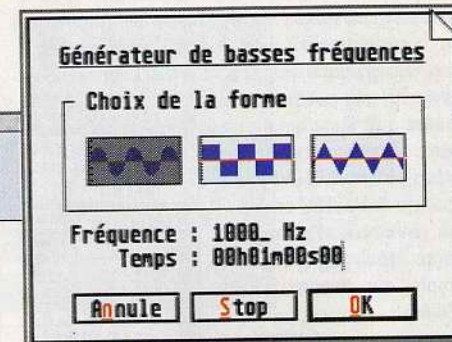 Générateur de basses fréquences
Choix de la forme
Fréquence : 1000_ Hz
Temps : 00h01m00s00
Annule Stop OK